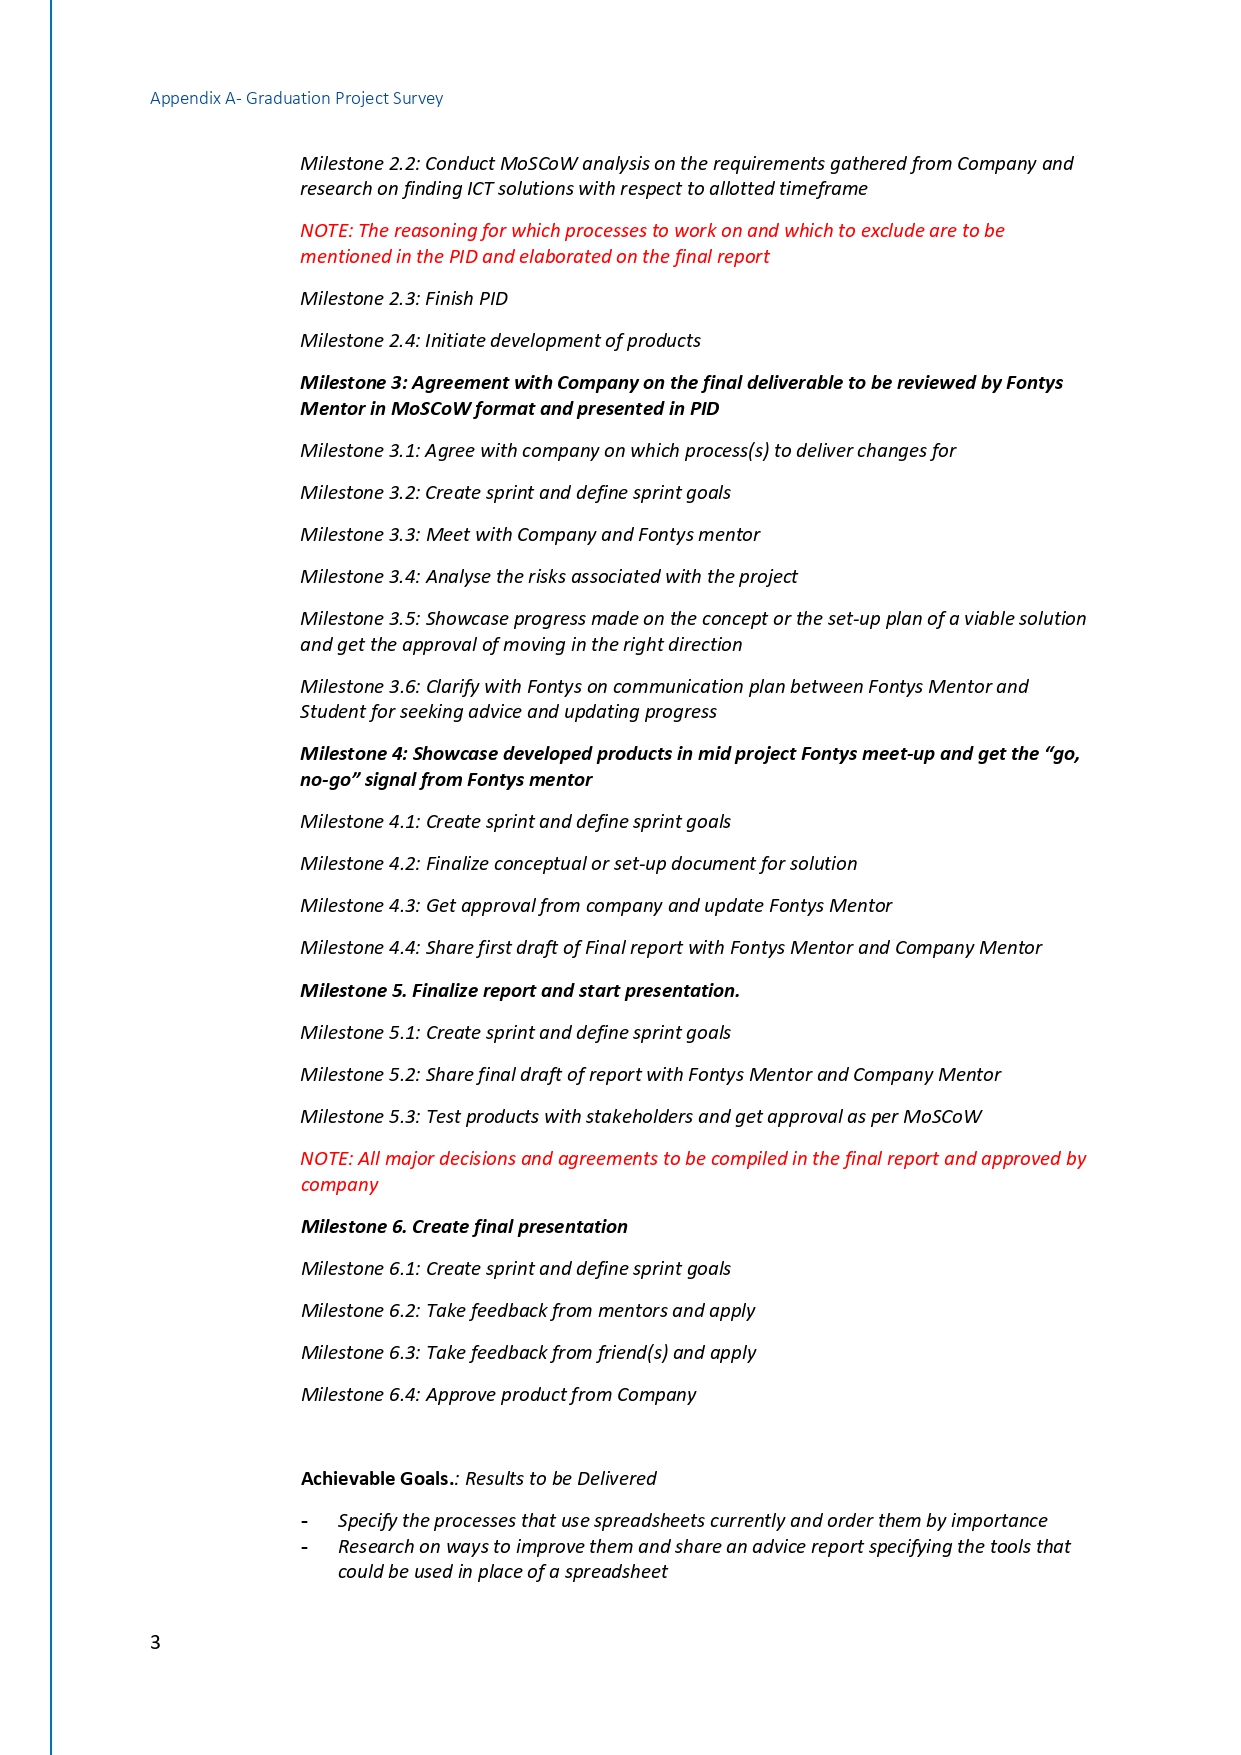 Appendix A- Graduation Project Survey
Milestone 2.2: Conduct MoSCoW analysis on the requirements gathered from Company and
research on finding ICT solutions with respect to allotted timeframe
NOTE: The reasoning for which processes to work on and which to exclude are to be
mentioned in the PID and elaborated on the final report
Milestone 2.3: Finish PID
Milestone 2.4: Initiate development of products
Milestone 3: Agreement with Company on the final deliverable to be reviewed by Fontys
Mentor in MoSCoW format and presented in PID
Milestone 3.1: Agree with company on which process(s) to deliver changes for
Milestone 3.2: Create sprint and define sprint goals
Milestone 3.3: Meet with Company and Fontys mentor
Milestone 3.4: Analyse the risks associated with the project
Milestone 3.5: Showcase progress made on the concept or the set-up plan of a viable solution
and get the approval of moving in the right direction
Milestone 3.6: Clarify with Fontys on communication plan between Fontys Mentor and
Student for seeking advice and updating progress
Milestone 4: Showcase developed products in mid project Fontys meet-up and get the “go,
no-go” signal from Fontys mentor
Milestone 4.1: Create sprint and define sprint goals
Milestone 4.2: Finalize conceptual or set-up document for solution
Milestone 4.3: Get approval from company and update Fontys Mentor
Milestone 4.4: Share first draft of Final report with Fontys Mentor and Company Mentor
Milestone 5. Finalize report and start presentation.
Milestone 5.1: Create sprint and define sprint goals
Milestone 5.2: Share final draft of report with Fontys Mentor and Company Mentor
Milestone 5.3: Test products with stakeholders and get approval as per MoSCoW
NOTE: All major decisions and agreements to be compiled in the final report and approved by
company
Milestone 6. Create final presentation
Milestone 6.1: Create sprint and define sprint goals
Milestone 6.2: Take feedback from mentors and apply
Milestone 6.3: Take feedback from friend(s) and apply
Milestone 6.4: Approve product from Company
Achievable Goals.: Results to be Delivered
- Specify the processes that use spreadsheets currently and order them by importance
- Research on ways to improve them and share an advice report specifying the tools that
could be used in place of a spreadsheet
3